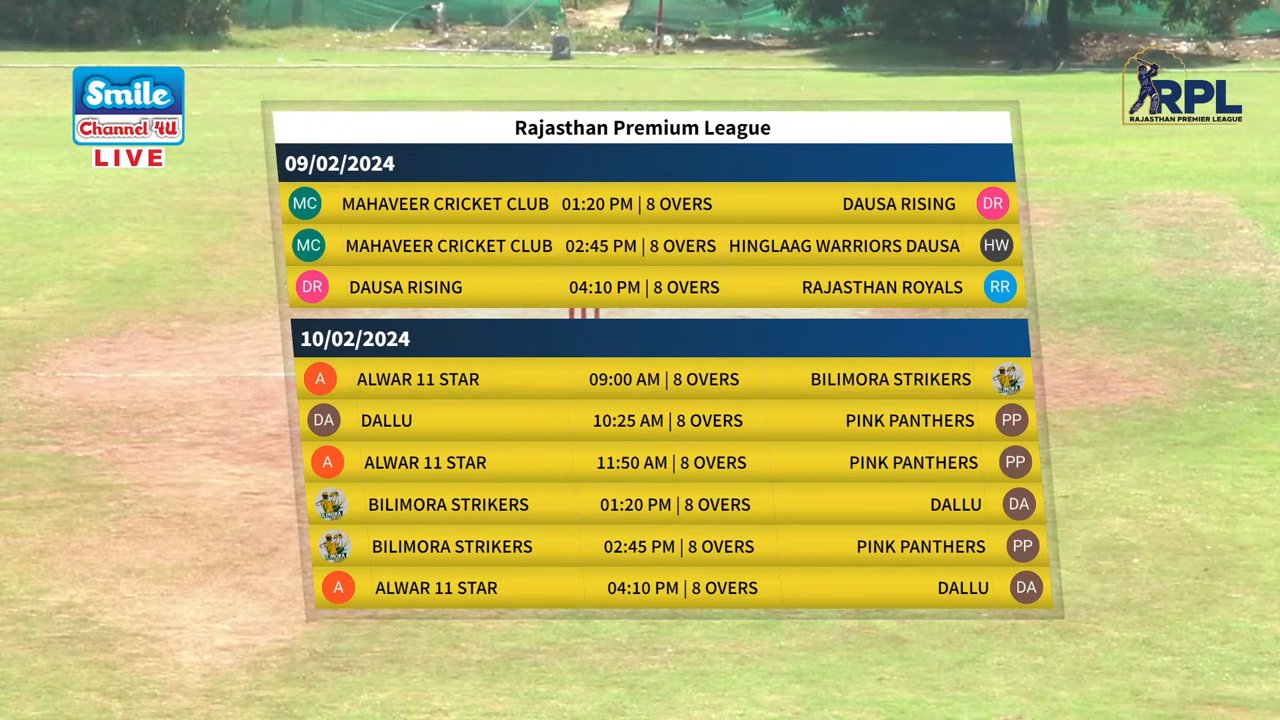 Smile
Channel 4U
LIVE
RPL
RAJASTHAN PREMIER LEAGUE
Rajasthan Premium League
09/02/2024
MC MAHAVEER CRICKET CLUB 01:20 PM | 8 OVERS DAUSA RISING DR
MC MAHAVEER CRICKET CLUB 02:45 PM | 8 OVERS HINGLAAG WARRIORS DAUSA HW
DR DAUSA RISING 04:10 PM | 8 OVERS RAJASTHAN ROYALS RR
10/02/2024
A ALWAR 11 STAR 09:00 AM | 8 OVERS BILIMORA STRIKERS
DA DALLU 10:25 AM | 8 OVERS PINK PANTHERS PP
A ALWAR 11 STAR 11:50 AM | 8 OVERS PINK PANTHERS PP
BILIMORA STRIKERS 01:20 PM | 8 OVERS DALLU DA
BILIMORA STRIKERS 02:45 PM | 8 OVERS PINK PANTHERS PP
A ALWAR 11 STAR 04:10 PM | 8 OVERS DALLU DA